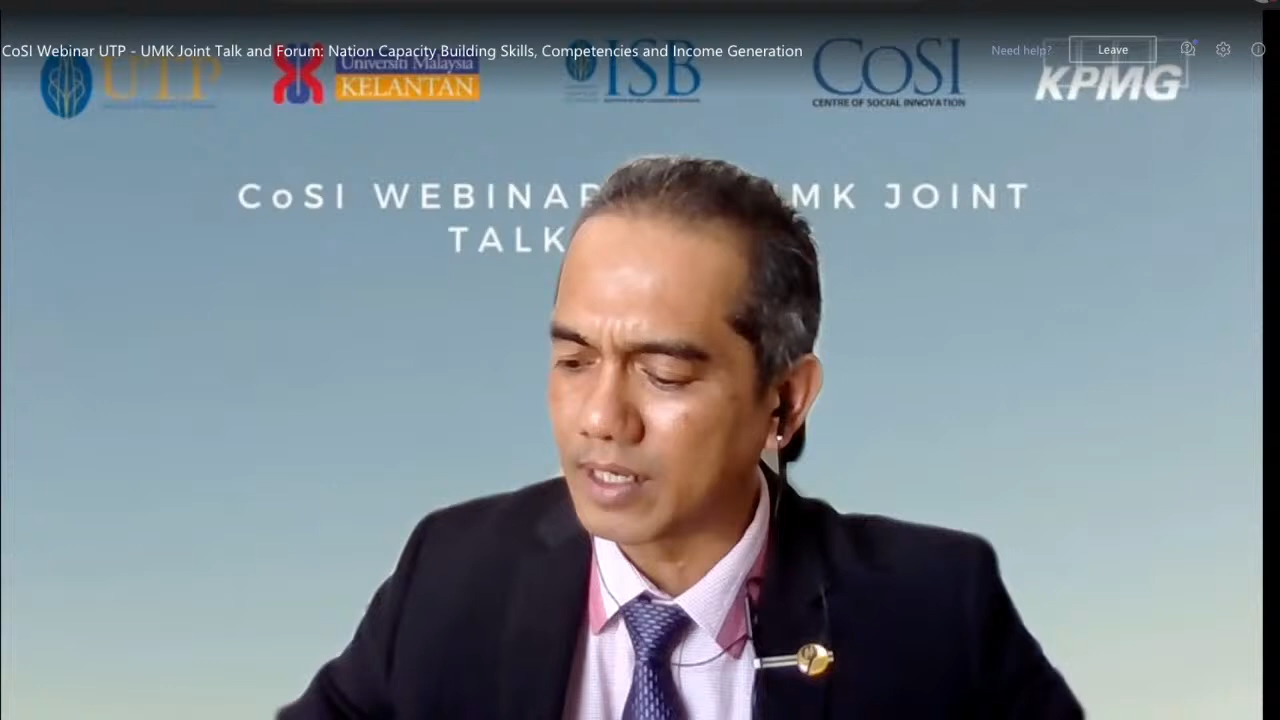 CoSI Webinar UTP - UMK Joint Talk and Forum: Nation Capacity Building Skills, Competencies and Income Generation
Need help?
Leave
UTP
Universiti Malaysia
KELANTAN
ISB
CoSI
CENTRE OF SOCIAL INNOVATION
KPMG
CoSI WEBINAR UMK JOINT
TALK